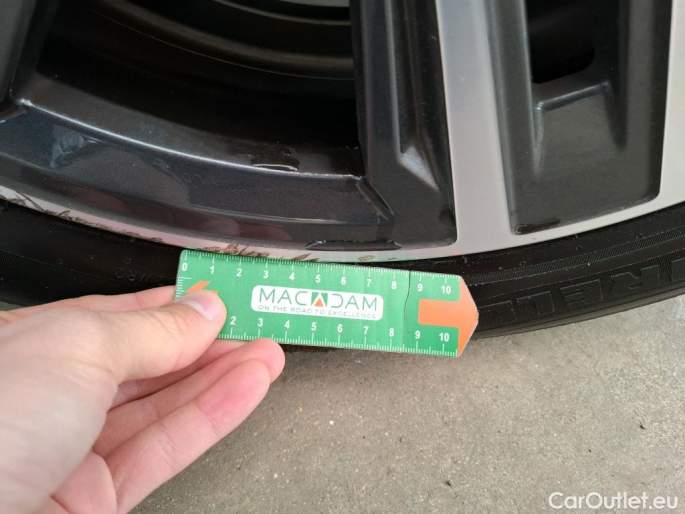 0 1 2 3 4 5 6 7 8 9 10
MACADAM
ON THE ROAD TO EXCELLENCE
2 3 4 5 6 7 8 9 10
CarOutlet.eu